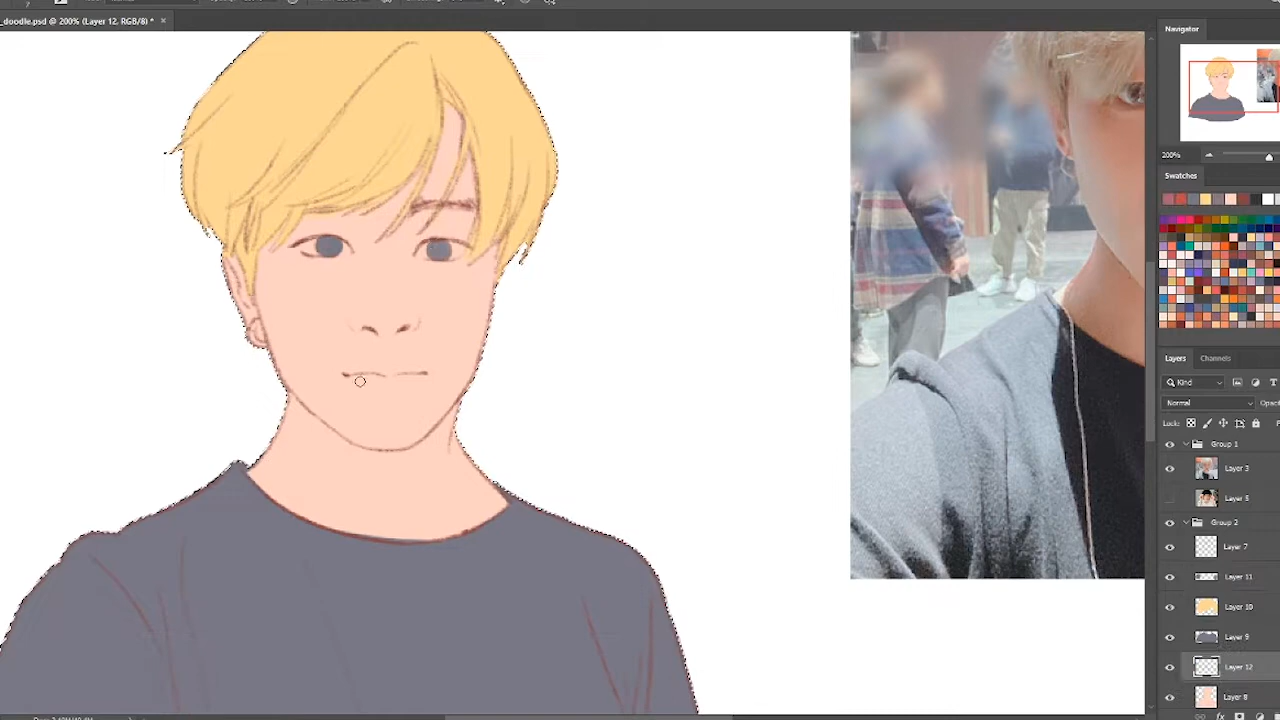 _doodle.psd @ 200% (Layer 12, RGB/8) *
Navigator
200%
Swatches
Layers
Channels
Kind
Normal
Opaci
Lock:
Group 1
Layer 3
Layer 5
Group 2
Layer 7
Layer 11
Layer 10
Layer 9
Layer 12
Layer 8